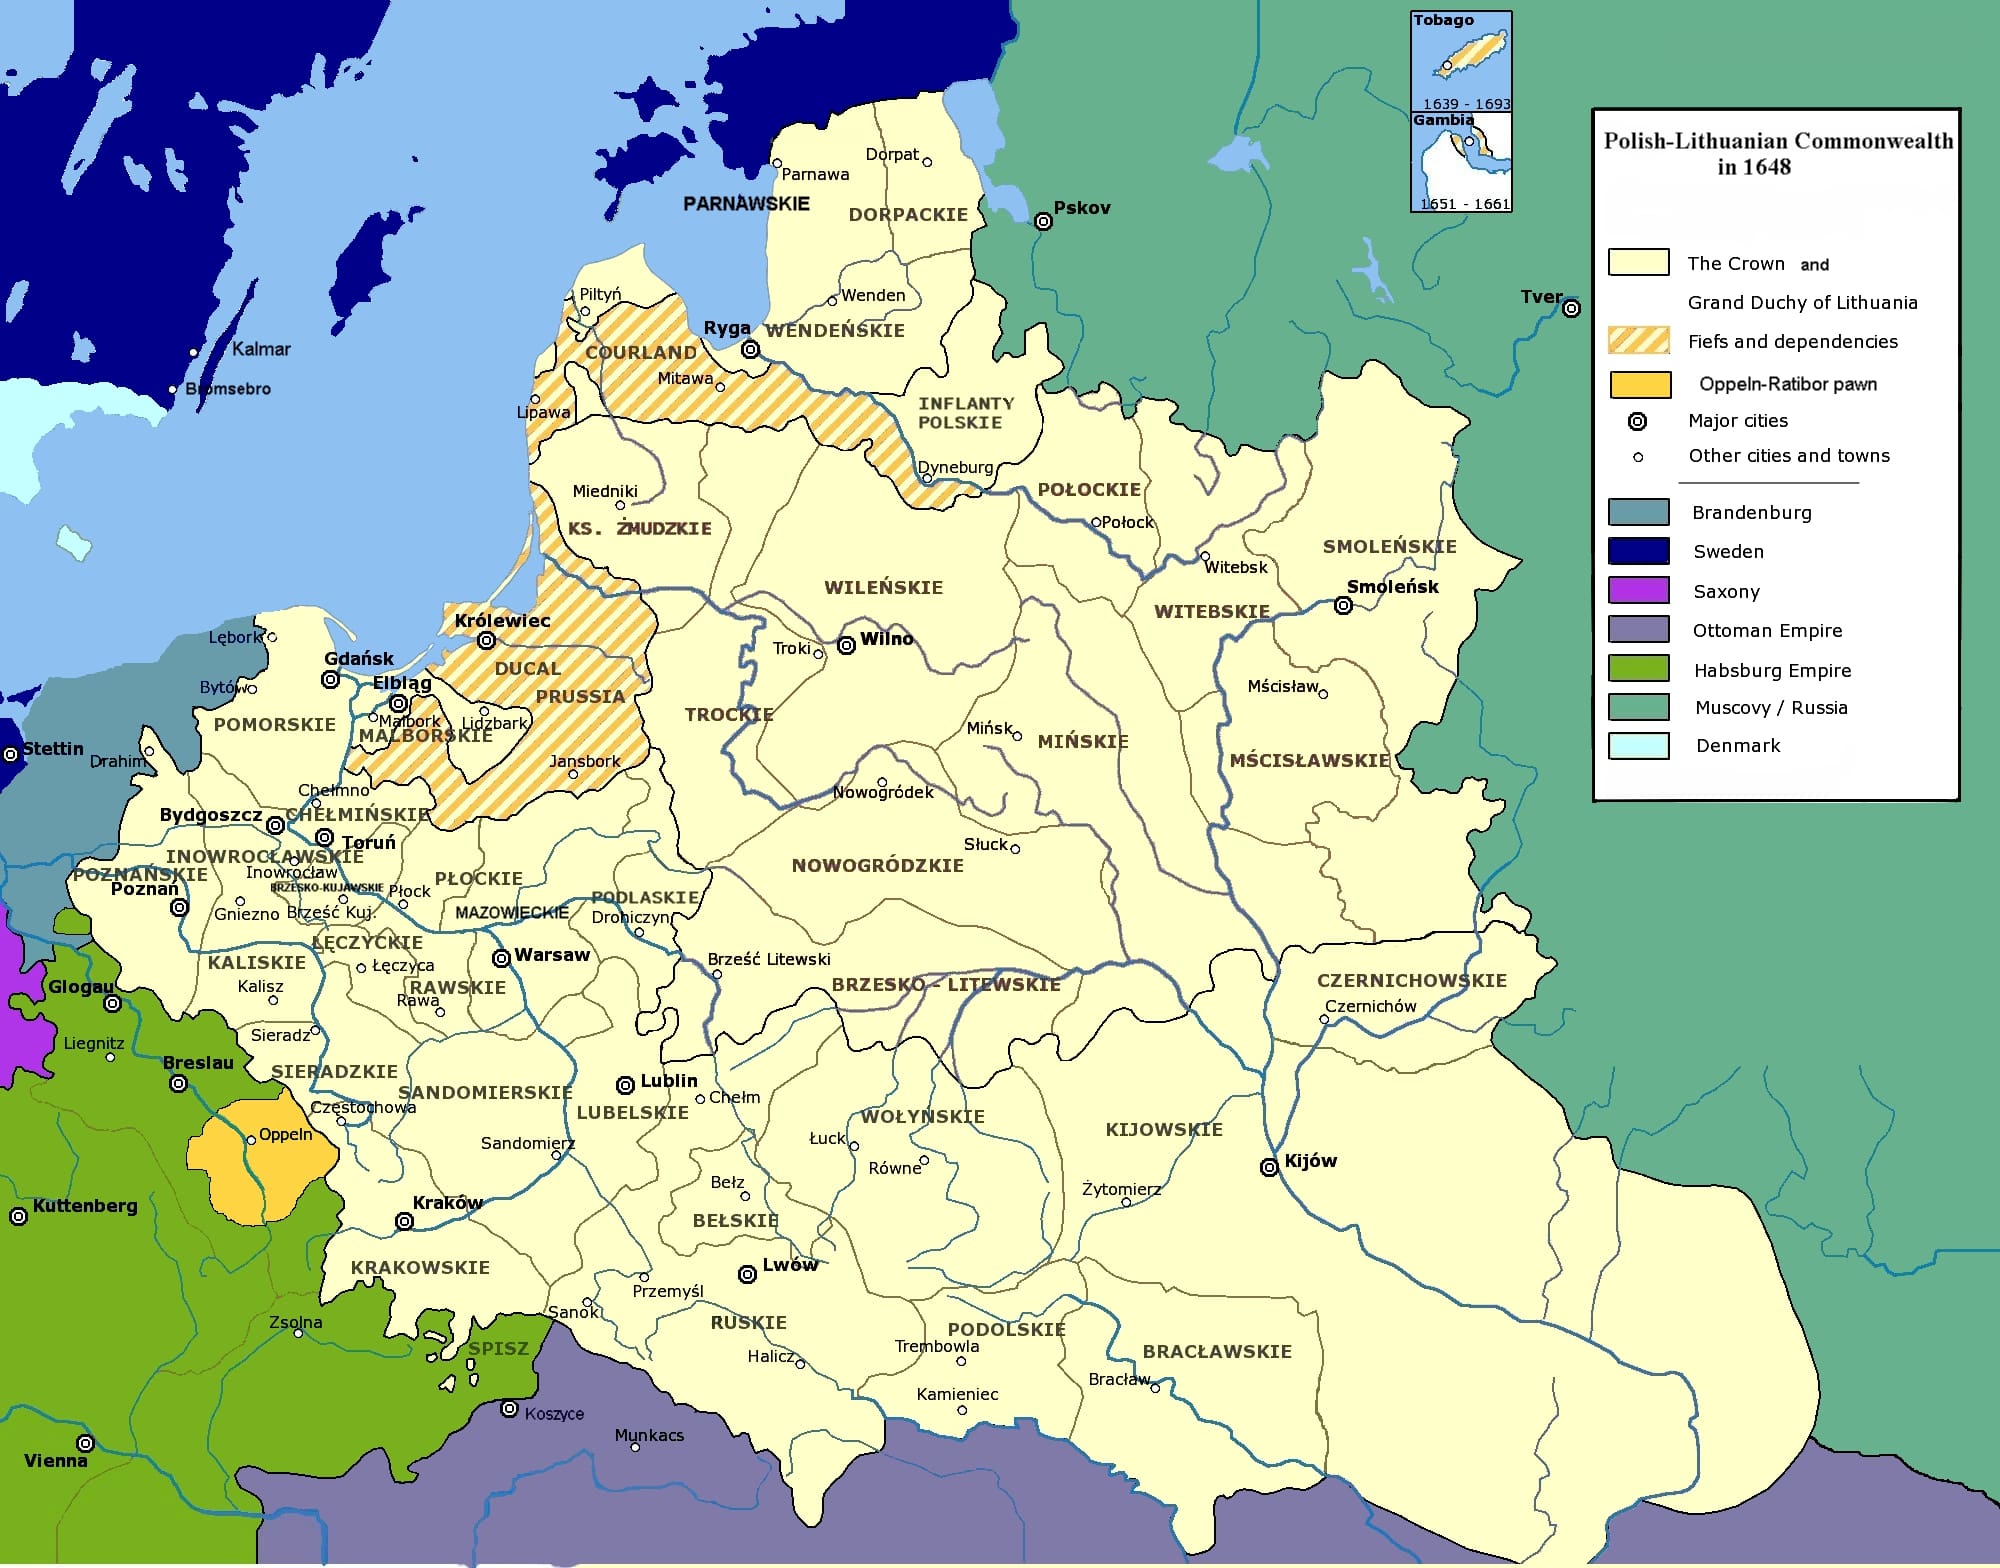 Tobago
1639 - 1693
Gambia
1651 - 1661
Polish-Lithuanian Commonwealth
in 1648
The Crown and
Grand Duchy of Lithuania
Fiefs and dependencies
Oppeln-Ratibor pawn
Major cities
Other cities and towns
Brandenburg
Sweden
Saxony
Ottoman Empire
Habsburg Empire
Muscovy / Russia
Denmark
Dorpat
Parnawa
PARNAWSKIE
DORPACKIE
Pskov
Tver
Piltyń
Wenden
Ryga
WENDEŃSKIE
Kalmar
COURLAND
Mitawa
Bromsebro
Lipawa
INFLANTY
POLSKIE
Dyneburg
Miedniki
POŁOCKIE
KS. ŻMUDZKIE
Połock
SMOLEŃSKIE
Witebsk
WILEŃSKIE
Smoleńsk
WITEBSKIE
Królewiec
Lębork
Wilno
Troki
Gdańsk
DUCAL
PRUSSIA
Elbląg
Bytów
Mścisław
TROCKIE
POMORSKIE
Malbork
Lidzbark
MALBORSKIE
Mińsk
MIŃSKIE
Stettin
Drahim
Jansbork
MŚCISŁAWSKIE
Chełmno
Nowogródek
Bydgoszcz
CHEŁMIŃSKIE
Toruń
Słuck
INOWROCŁAWSKIE
Inowrocław
POZNAŃSKIE
Poznań
BRZESKO-KUJAWSKIE
Płock
PŁOCKIE
NOWOGRÓDZKIE
PODLASKIE
Gniezno
Brześć Kuj.
MAZOWIECKIE
Drohiczyn
ŁĘCZYCKIE
Warsaw
KALISKIE
Łęczyca
Brześć Litewski
Glogau
Kalisz
RAWSKIE
Rawa
BRZESKO - LITEWSKIE
CZERNICHOWSKIE
Czernichów
Liegnitz
Sieradz
Breslau
SIERADZKIE
SANDOMIERSKIE
Lublin
LUBELSKIE
Chełm
Częstochowa
WOŁYŃSKIE
KIJOWSKIE
Oppeln
Sandomierz
Łuck
Równe
Kijów
Bełz
Żytomierz
Kuttenberg
Kraków
BEŁSKIE
KRAKOWSKIE
Lwów
Przemyśl
Sanok
Zsolna
RUSKIE
PODOLSKIE
SPISZ
Halicz
Trembowla
BRACŁAWSKIE
Bracław
Kamieniec
Koszyce
Munkacs
Vienna